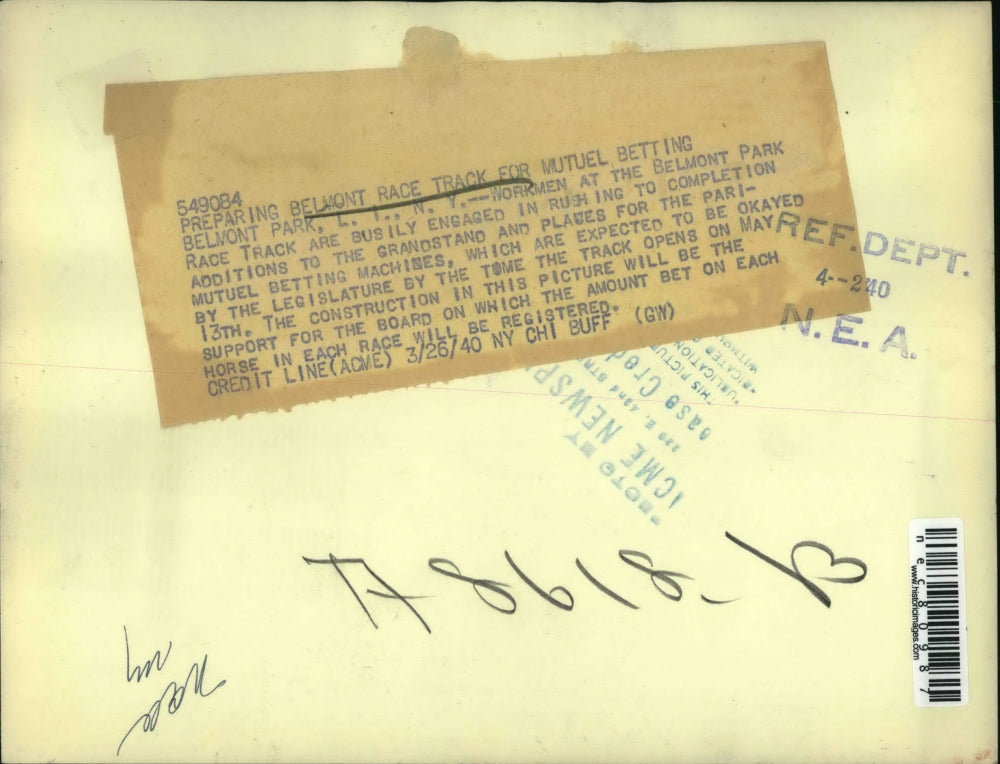 549084
PREPARING BELMONT RACE TRACK FOR MUTUEL BETTING
BELMONT PARK, L. I., N. Y.--WORKMEN AT THE BELMONT PARK
RACE TRACK ARE BUSILY ENGAGED IN RUSHING TO COMPLETION
ADDITIONS TO THE GRANDSTAND AND PLACES FOR THE PARI-
MUTUEL BETTING MACHINES, WHICH ARE EXPECTED TO BE OKAYED
BY THE LEGISLATURE BY THE TIME THE TRACK OPENS ON MAY
13TH. THE CONSTRUCTION IN THIS PICTURE WILL BE THE
SUPPORT FOR THE BOARD ON WHICH THE AMOUNT BET ON EACH
HORSE IN EACH RACE WILL BE REGISTERED.
CREDIT LINE(ACME) 3/26/40 NY CHI BUFF (GW)
REF. DEPT.
4--2 40
N. E. A.
BY
NEWSP
THIS PICTU
nec80987
www.historicimages.com